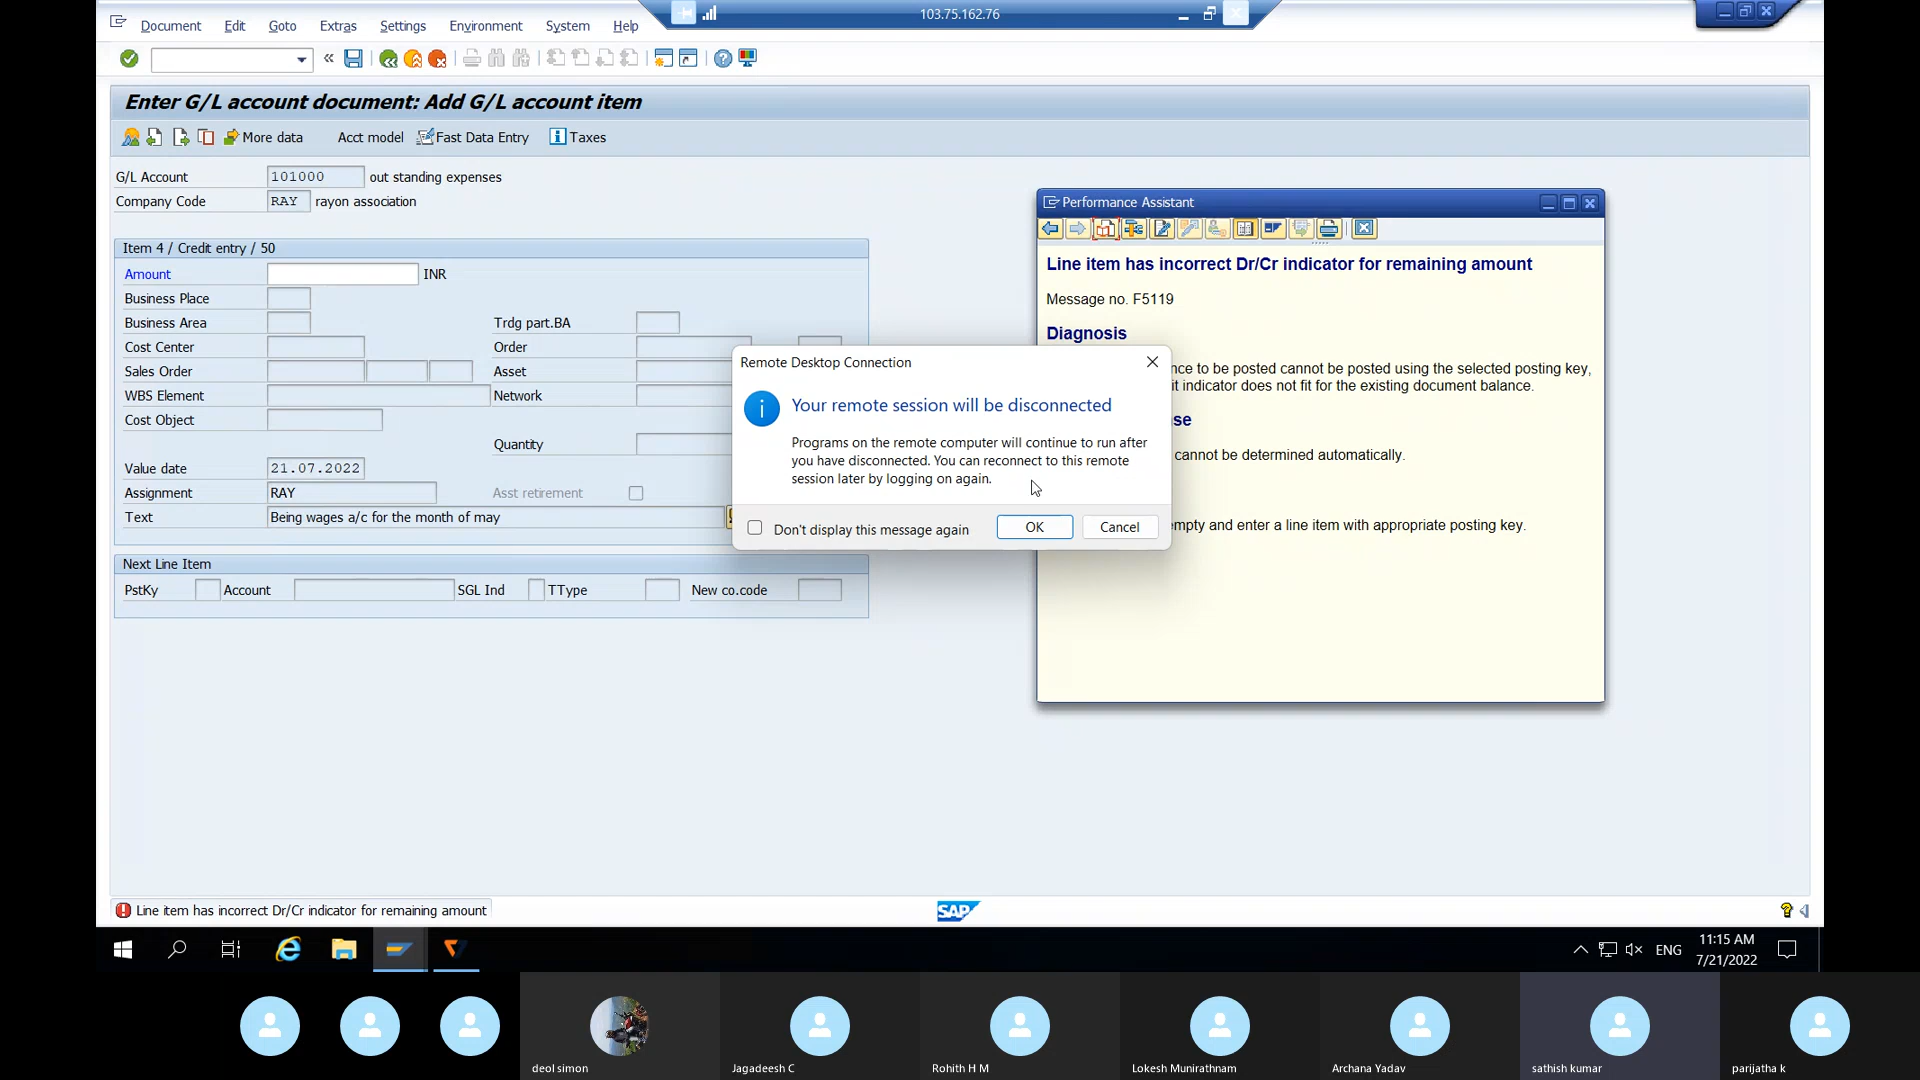 103.75.162.76
Document Edit Goto Extras Settings Environment System Help
Enter G/L account document: Add G/L account item
More data Acct model Fast Data Entry Taxes
G/L Account 101000 out standing expenses
Company Code RAY rayon association
Item 4 / Credit entry / 50
Amount INR
Business Place
Business Area Trdg part.BA
Cost Center Order
Sales Order Asset
WBS Element Network
Cost Object
Quantity
Value date 21.07.2022
Assignment RAY Asst retirement
Text Being wages a/c for the month of may
Next Line Item
PstKy Account SGL Ind TType New co.code
Performance Assistant
Line item has incorrect Dr/Cr indicator for remaining amount
Message no. F5119
Diagnosis
to be posted cannot be posted using the selected posting key,
indicator does not fit for the existing document balance.
cannot be determined automatically.
and enter a line item with appropriate posting key.
Remote Desktop Connection
Your remote session will be disconnected
Programs on the remote computer will continue to run after
you have disconnected. You can reconnect to this remote
session later by logging on again.
Don't display this message again OK Cancel
Line item has incorrect Dr/Cr indicator for remaining amount
SAP
ENG
11:15 AM
7/21/2022
deol simon Jagadeesh C Rohith H M Lokesh Munirathnam Archana Yadav sathish kumar parijatha k